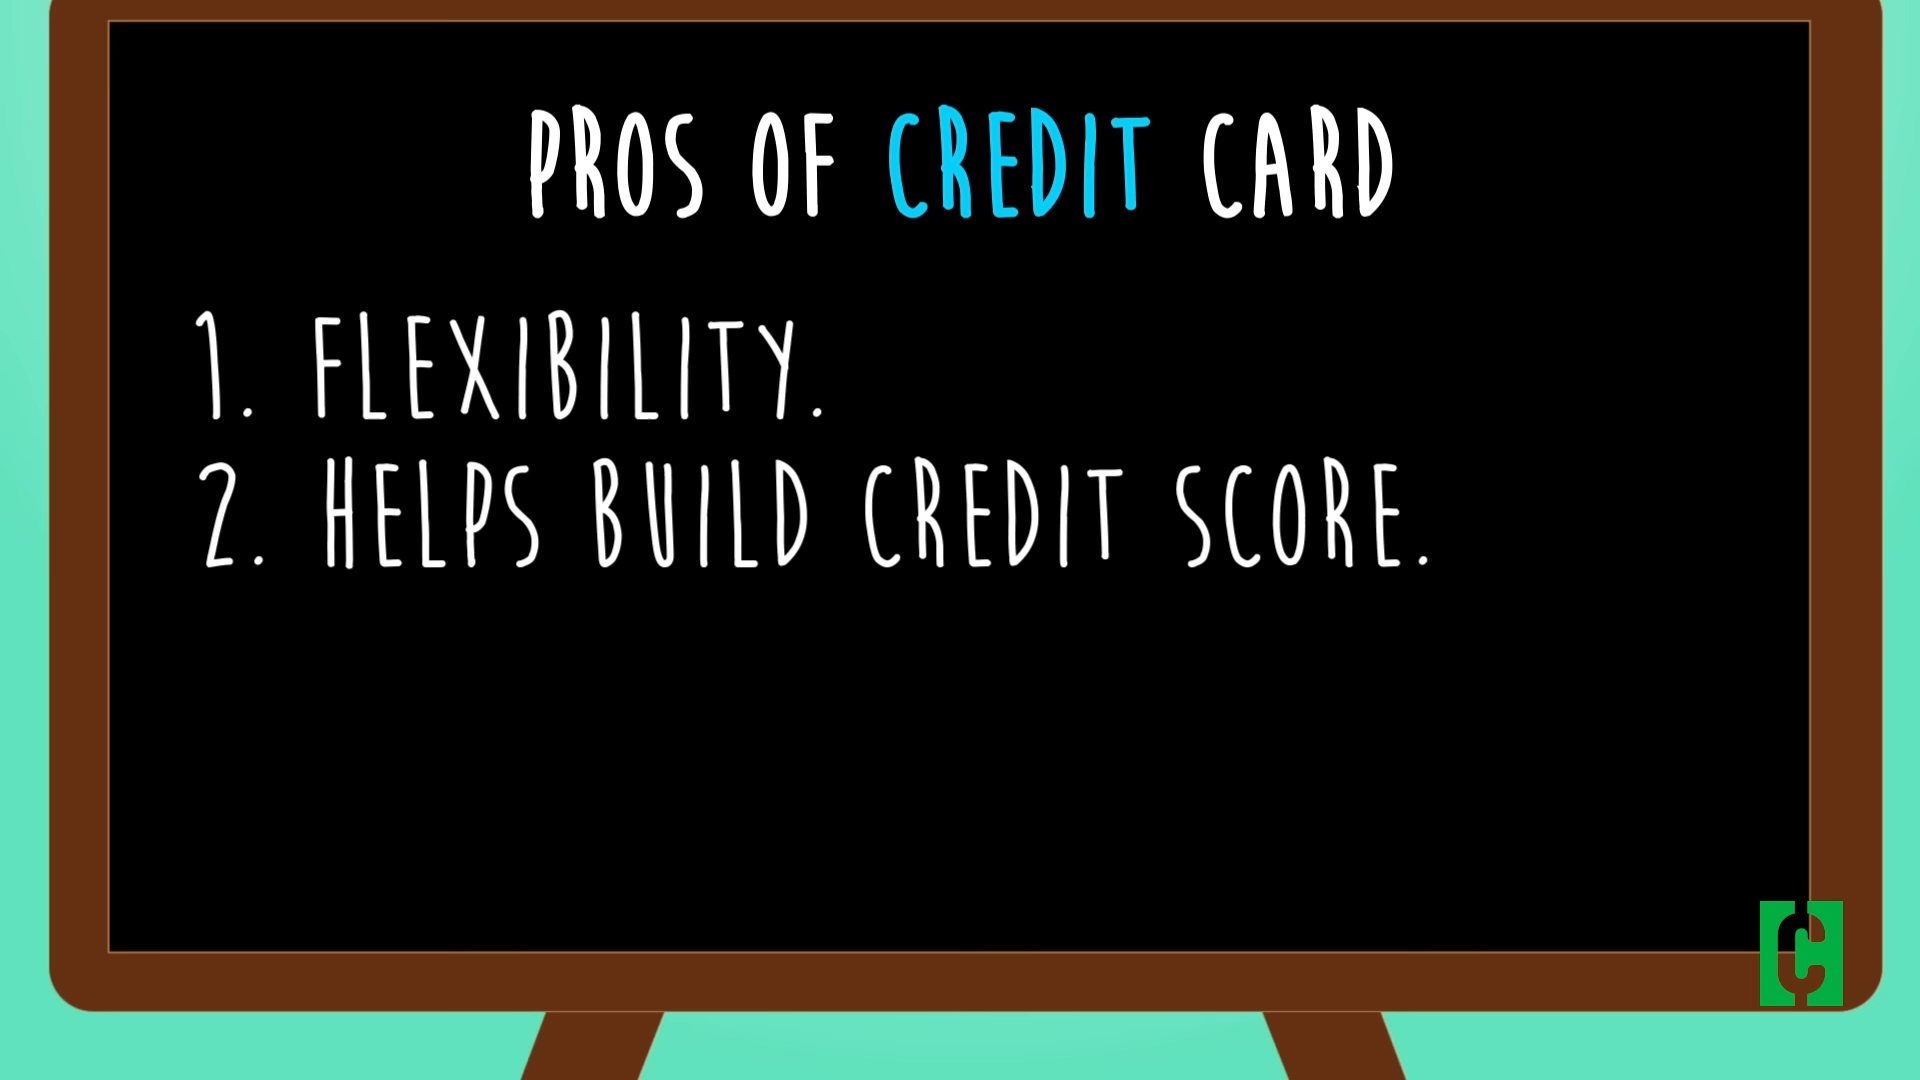 PROS OF CREDIT CARD
1. FLEXIBILITY.
2. HELPS BUILD CREDIT SCORE.
C